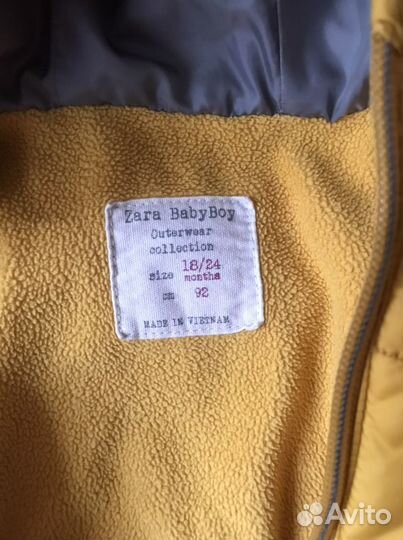 Zara BabyBoy
Outerwear
collection
size 18/24
months
cm 92
MADE IN VIETNAM
Avito